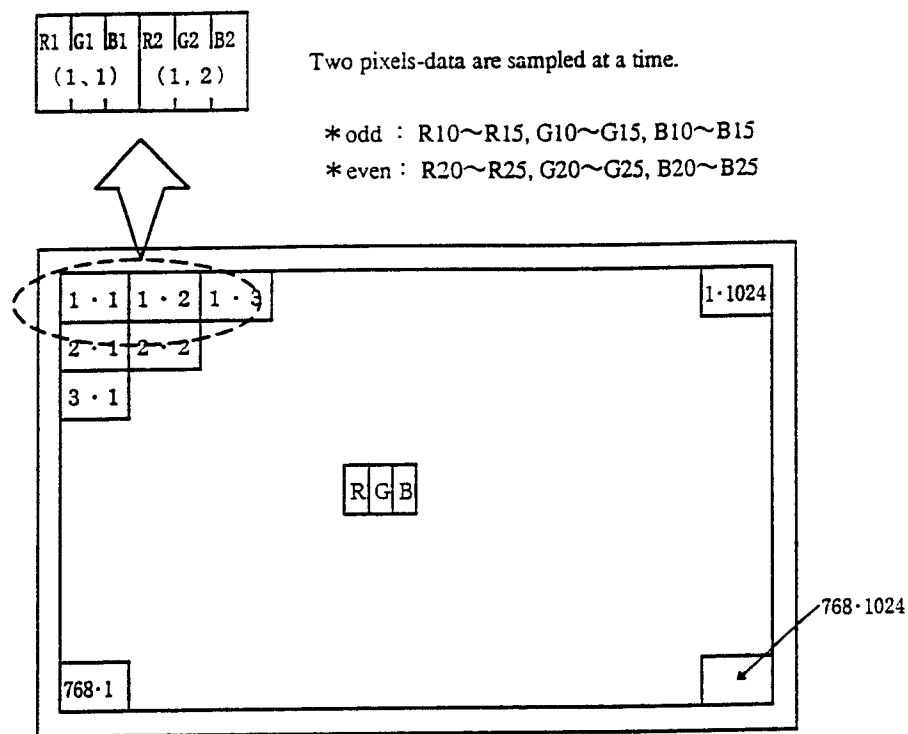 R1 G1 B1 R2 G2 B2
(1、1) (1, 2)
Two pixels-data are sampled at a time.
*odd : R10～R15, G10～G15, B10～B15
*even : R20～R25, G20～G25, B20～B25
1・1 1・2 1・3 1・1024
2・1 2・2
3・1
R G B
768・1024
768・1